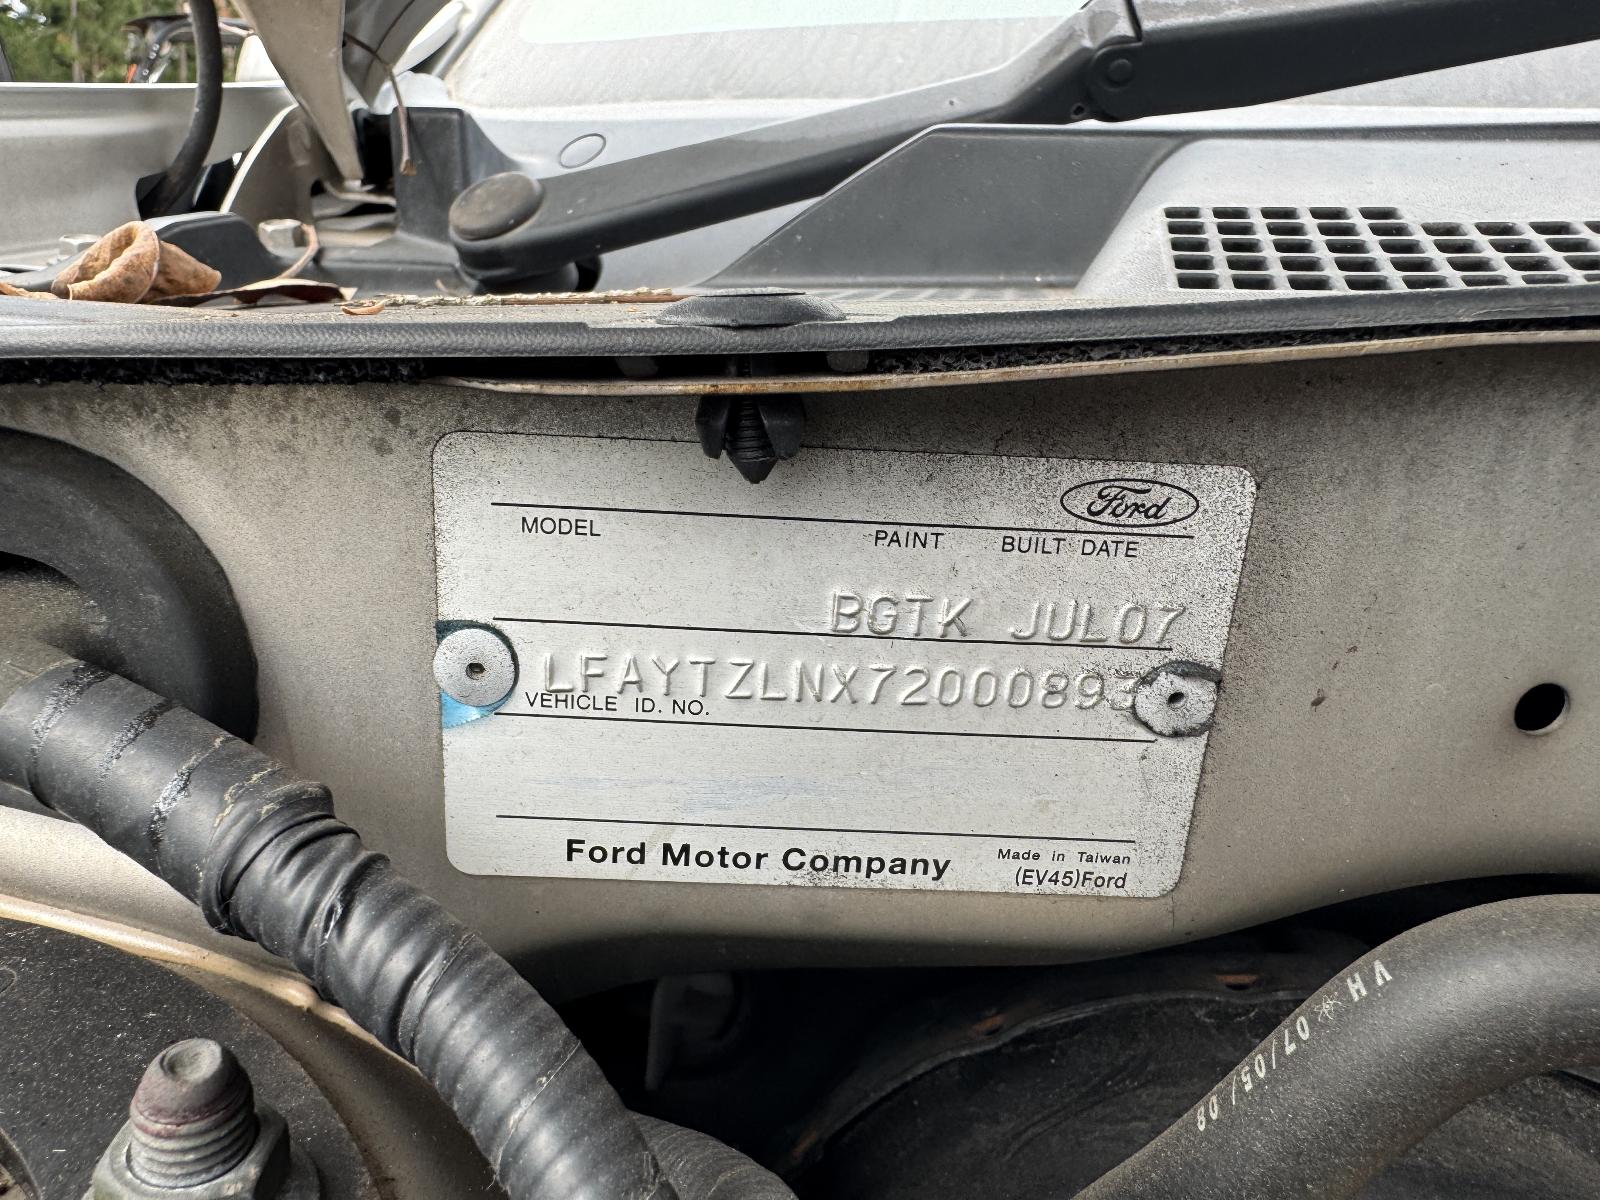 Ford
MODEL PAINT BUILT DATE
BGTK JUL07
LFAYTZLNX72000893
VEHICLE ID. NO.
Ford Motor Company
Made in Taiwan
(EV45)Ford
VH 07/05/08